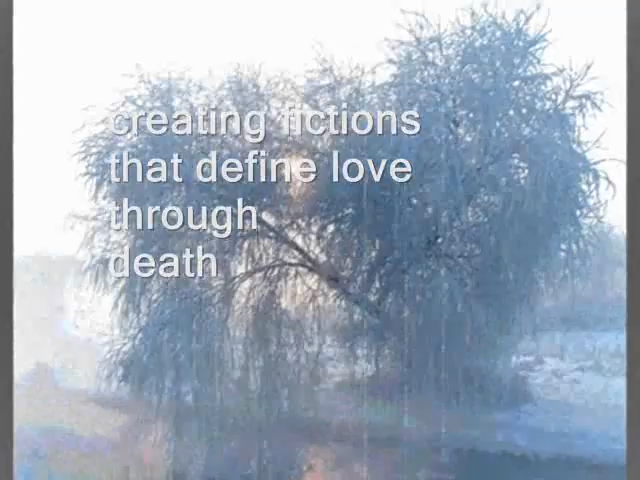 creating fictions
that define love
through
death